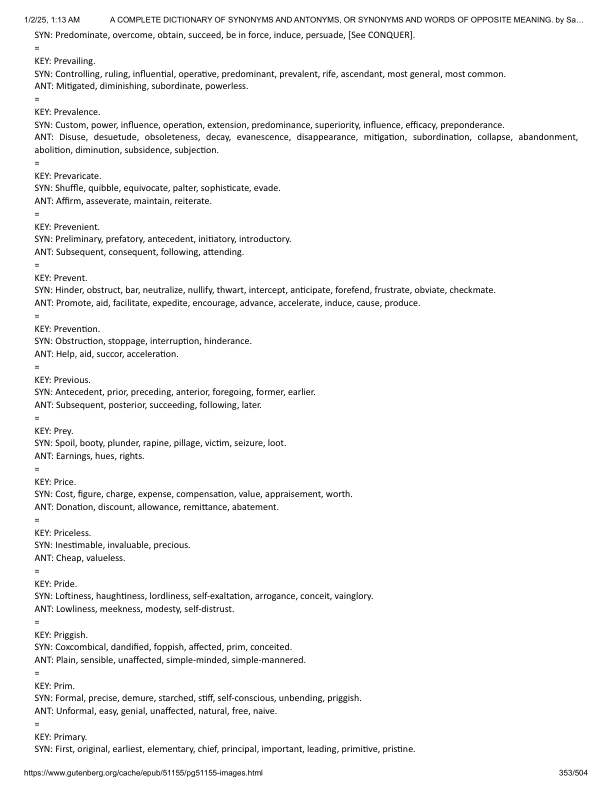 1/2/25, 1:13 AM A COMPLETE DICTIONARY OF SYNONYMS AND ANTONYMS, OR SYNONYMS AND WORDS OF OPPOSITE MEANING. by Sa…
SYN: Predominate, overcome, obtain, succeed, be in force, induce, persuade, [See CONQUER].
=
KEY: Prevailing.
SYN: Controlling, ruling, influential, operative, predominant, prevalent, rife, ascendant, most general, most common.
ANT: Mitigated, diminishing, subordinate, powerless.
=
KEY: Prevalence.
SYN: Custom, power, influence, operation, extension, predominance, superiority, influence, efficacy, preponderance.
ANT: Disuse, desuetude, obsoleteness, decay, evanescence, disappearance, mitigation, subordination, collapse, abandonment,
abolition, diminution, subsidence, subjection.
=
KEY: Prevaricate.
SYN: Shuffle, quibble, equivocate, palter, sophisticate, evade.
ANT: Affirm, asseverate, maintain, reiterate.
=
KEY: Prevenient.
SYN: Preliminary, prefatory, antecedent, initiatory, introductory.
ANT: Subsequent, consequent, following, attending.
=
KEY: Prevent.
SYN: Hinder, obstruct, bar, neutralize, nullify, thwart, intercept, anticipate, forefend, frustrate, obviate, checkmate.
ANT: Promote, aid, facilitate, expedite, encourage, advance, accelerate, induce, cause, produce.
=
KEY: Prevention.
SYN: Obstruction, stoppage, interruption, hinderance.
ANT: Help, aid, succor, acceleration.
=
KEY: Previous.
SYN: Antecedent, prior, preceding, anterior, foregoing, former, earlier.
ANT: Subsequent, posterior, succeeding, following, later.
=
KEY: Prey.
SYN: Spoil, booty, plunder, rapine, pillage, victim, seizure, loot.
ANT: Earnings, hues, rights.
=
KEY: Price.
SYN: Cost, figure, charge, expense, compensation, value, appraisement, worth.
ANT: Donation, discount, allowance, remittance, abatement.
=
KEY: Priceless.
SYN: Inestimable, invaluable, precious.
ANT: Cheap, valueless.
=
KEY: Pride.
SYN: Loftiness, haughtiness, lordliness, self-exaltation, arrogance, conceit, vainglory.
ANT: Lowliness, meekness, modesty, self-distrust.
=
KEY: Priggish.
SYN: Coxcombical, dandified, foppish, affected, prim, conceited.
ANT: Plain, sensible, unaffected, simple-minded, simple-mannered.
=
KEY: Prim.
SYN: Formal, precise, demure, starched, stiff, self-conscious, unbending, priggish.
ANT: Unformal, easy, genial, unaffected, natural, free, naive.
=
KEY: Primary.
SYN: First, original, earliest, elementary, chief, principal, important, leading, primitive, pristine.
https://www.gutenberg.org/cache/epub/51155/pg51155-images.html 353/504